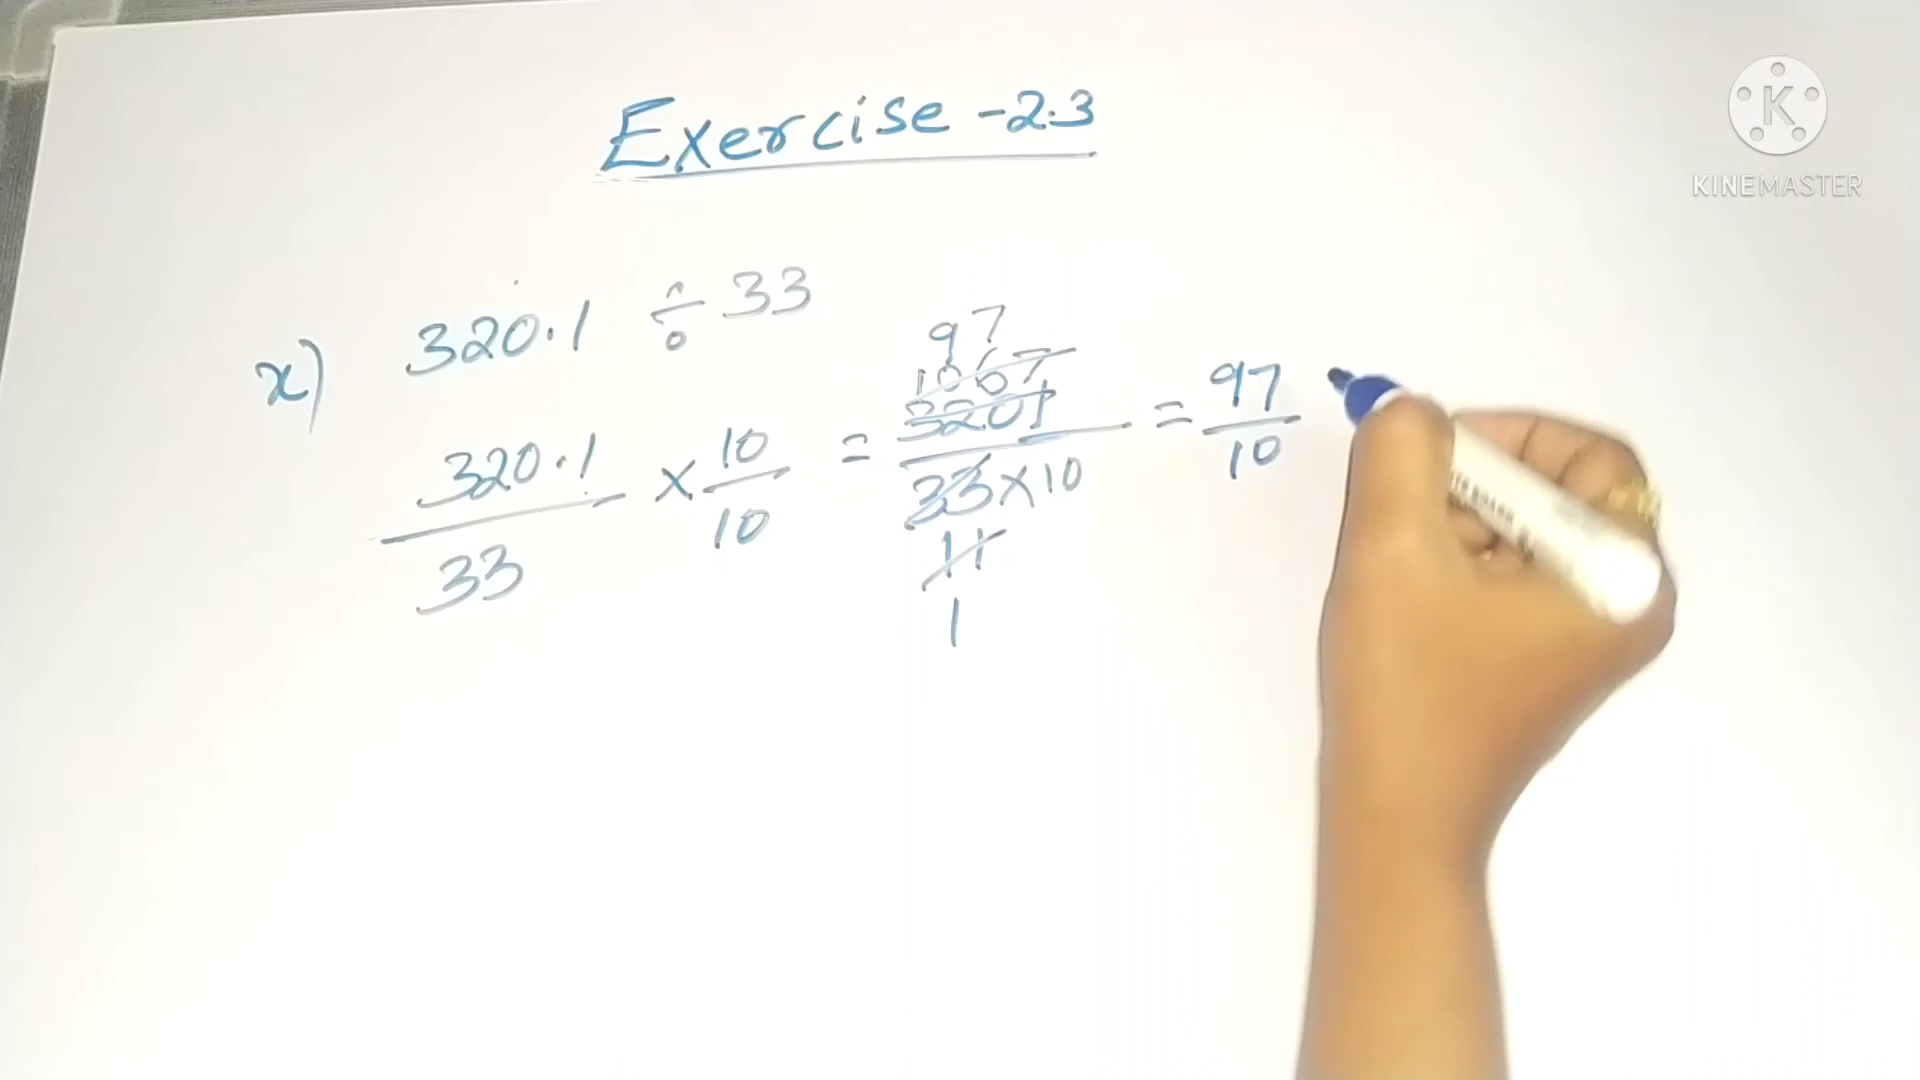 Exercise -2.3
K
KINEMASTER
x) 320.1 ÷ 33
97
1067
320.1/33 × 10/10 = 3201/33×10 = 97/10
11
1